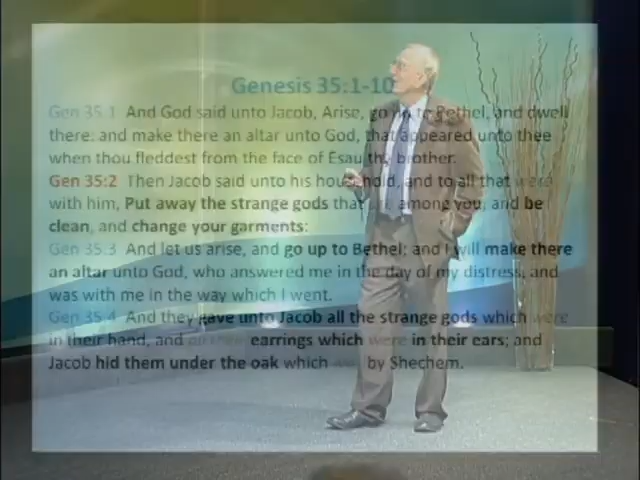 Genesis 35:1-10
Gen 35:1 And God said unto Jacob, Arise, go up to Bethel, and dwell
there: and make there an altar unto God, that appeared unto thee
when thou fleddest from the face of Esau thy brother.
Gen 35:2 Then Jacob said unto his household, and to all that were
with him, Put away the strange gods that are among you, and be
clean, and change your garments:
Gen 35:3 And let us arise, and go up to Bethel; and I will make there
an altar unto God, who answered me in the day of my distress, and
was with me in the way which I went.
Gen 35:4 And they gave unto Jacob all the strange gods which were
in their hand, and all their earrings which were in their ears; and
Jacob hid them under the oak which was by Shechem.